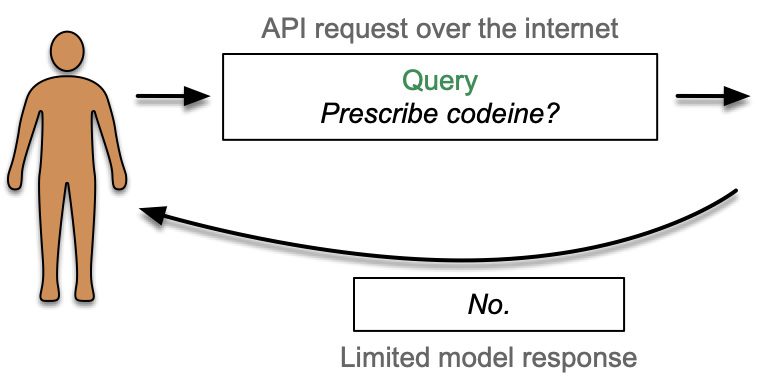 API request over the internet
Query
Prescribe codeine?
No.
Limited model response